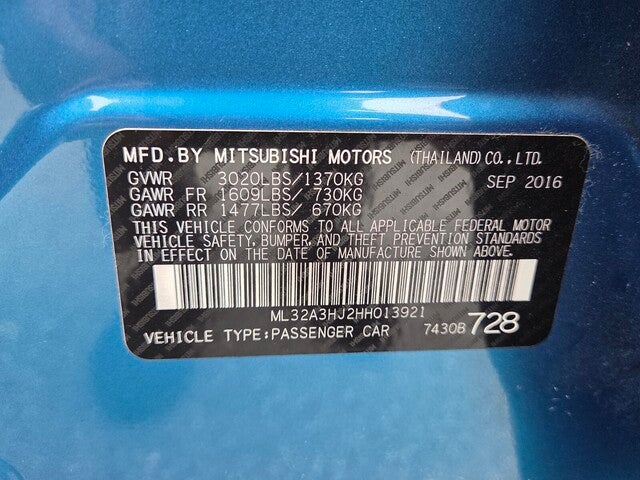 MFD.BY MITSUBISHI MOTORS (THAILAND) CO., LTD.
GVWR 3020LBS/1370KG SEP 2016
GAWR FR 1609LBS/ 730KG
GAWR RR 1477LBS/ 670KG
THIS VEHICLE CONFORMS TO ALL APPLICABLE FEDERAL MOTOR
VEHICLE SAFETY, BUMPER, AND THEFT PREVENTION STANDARDS
IN EFFECT ON THE DATE OF MANUFACTURE SHOWN ABOVE.
ML32A3HJ2HH013921
VEHICLE TYPE:PASSENGER CAR 7430B 728